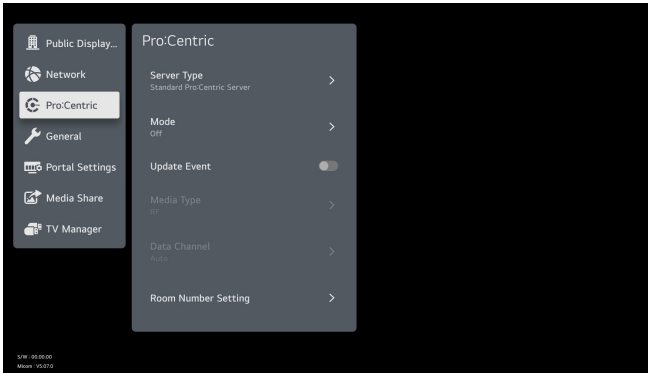 Public Display...
Network
Pro:Centric
General
Portal Settings
Media Share
TV Manager
Pro:Centric
Server Type
Standard Pro:Centric Server
Mode
Off
Update Event
Media Type
RF
Data Channel
Auto
Room Number Setting
S/W : 00.00.00
Micom : V5.07.0